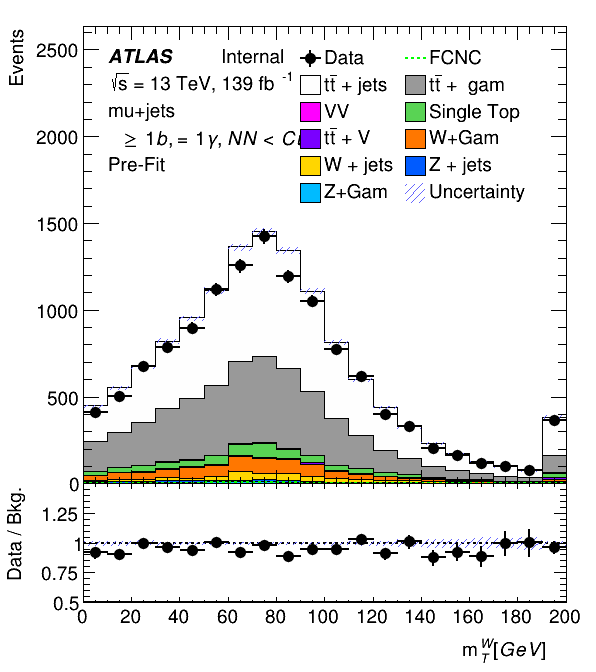 Events
2500
2000
1500
1000
500
0
ATLAS Internal
√s = 13 TeV, 139 fb⁻¹
mu+jets
≥ 1b, = 1γ, NN <
Pre-Fit
Data
FCNC
tt̄ + jets
tt̄ + gam
VV
Single Top
tt̄ + V
W+Gam
W + jets
Z + jets
Z+Gam
Uncertainty
Data / Bkg.
1.25
1
0.75
0.5
0 20 40 60 80 100 120 140 160 180 200
m_T^W[GeV]